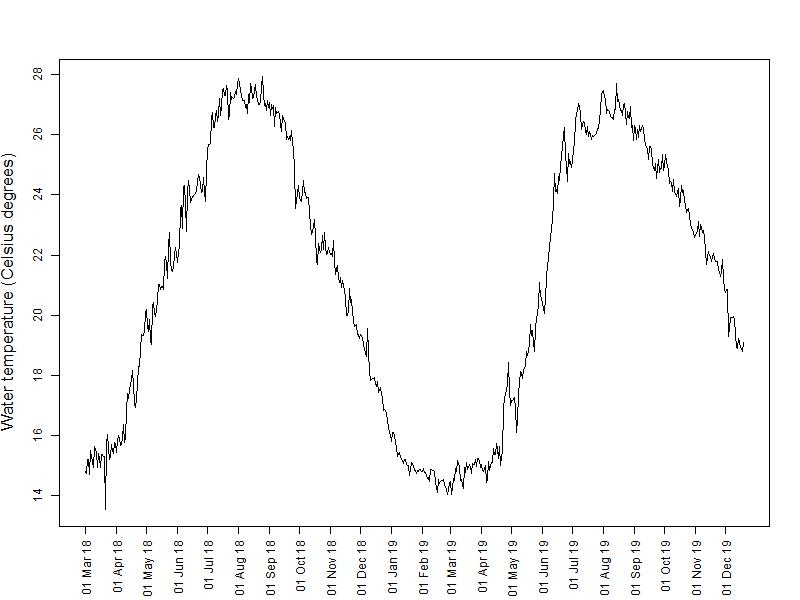 Water temperature (Celsius degrees)
28
26
24
22
20
18
16
14
01 Mar 18
01 Apr 18
01 May 18
01 Jun 18
01 Jul 18
01 Aug 18
01 Sep 18
01 Oct 18
01 Nov 18
01 Dec 18
01 Jan 19
01 Feb 19
01 Mar 19
01 Apr 19
01 May 19
01 Jun 19
01 Jul 19
01 Aug 19
01 Sep 19
01 Oct 19
01 Nov 19
01 Dec 19